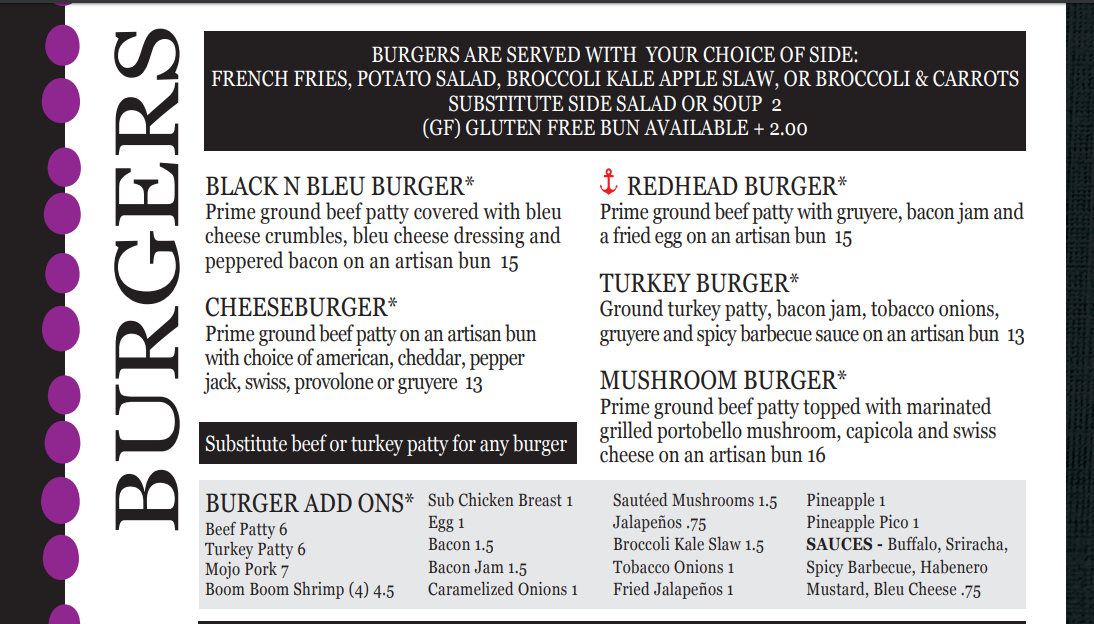 BURGERS
BURGERS ARE SERVED WITH YOUR CHOICE OF SIDE:
FRENCH FRIES, POTATO SALAD, BROCCOLI KALE APPLE SLAW, OR BROCCOLI & CARROTS
SUBSTITUTE SIDE SALAD OR SOUP 2
(GF) GLUTEN FREE BUN AVAILABLE + 2.00
BLACK N BLEU BURGER*
Prime ground beef patty covered with bleu
cheese crumbles, bleu cheese dressing and
peppered bacon on an artisan bun 15
CHEESEBURGER*
Prime ground beef patty on an artisan bun
with choice of american, cheddar, pepper
jack, swiss, provolone or gruyere 13
Substitute beef or turkey patty for any burger
REDHEAD BURGER*
Prime ground beef patty with gruyere, bacon jam and
a fried egg on an artisan bun 15
TURKEY BURGER*
Ground turkey patty, bacon jam, tobacco onions,
gruyere and spicy barbecue sauce on an artisan bun 13
MUSHROOM BURGER*
Prime ground beef patty topped with marinated
grilled portobello mushroom, capicola and swiss
cheese on an artisan bun 16
BURGER ADD ONS*
Beef Patty 6
Turkey Patty 6
Mojo Pork 7
Boom Boom Shrimp (4) 4.5
Sub Chicken Breast 1
Egg 1
Bacon 1.5
Bacon Jam 1.5
Caramelized Onions 1
Sautéed Mushrooms 1.5
Jalapeños .75
Broccoli Kale Slaw 1.5
Tobacco Onions 1
Fried Jalapeños 1
Pineapple 1
Pineapple Pico 1
SAUCES - Buffalo, Sriracha,
Spicy Barbecue, Habenero
Mustard, Bleu Cheese .75